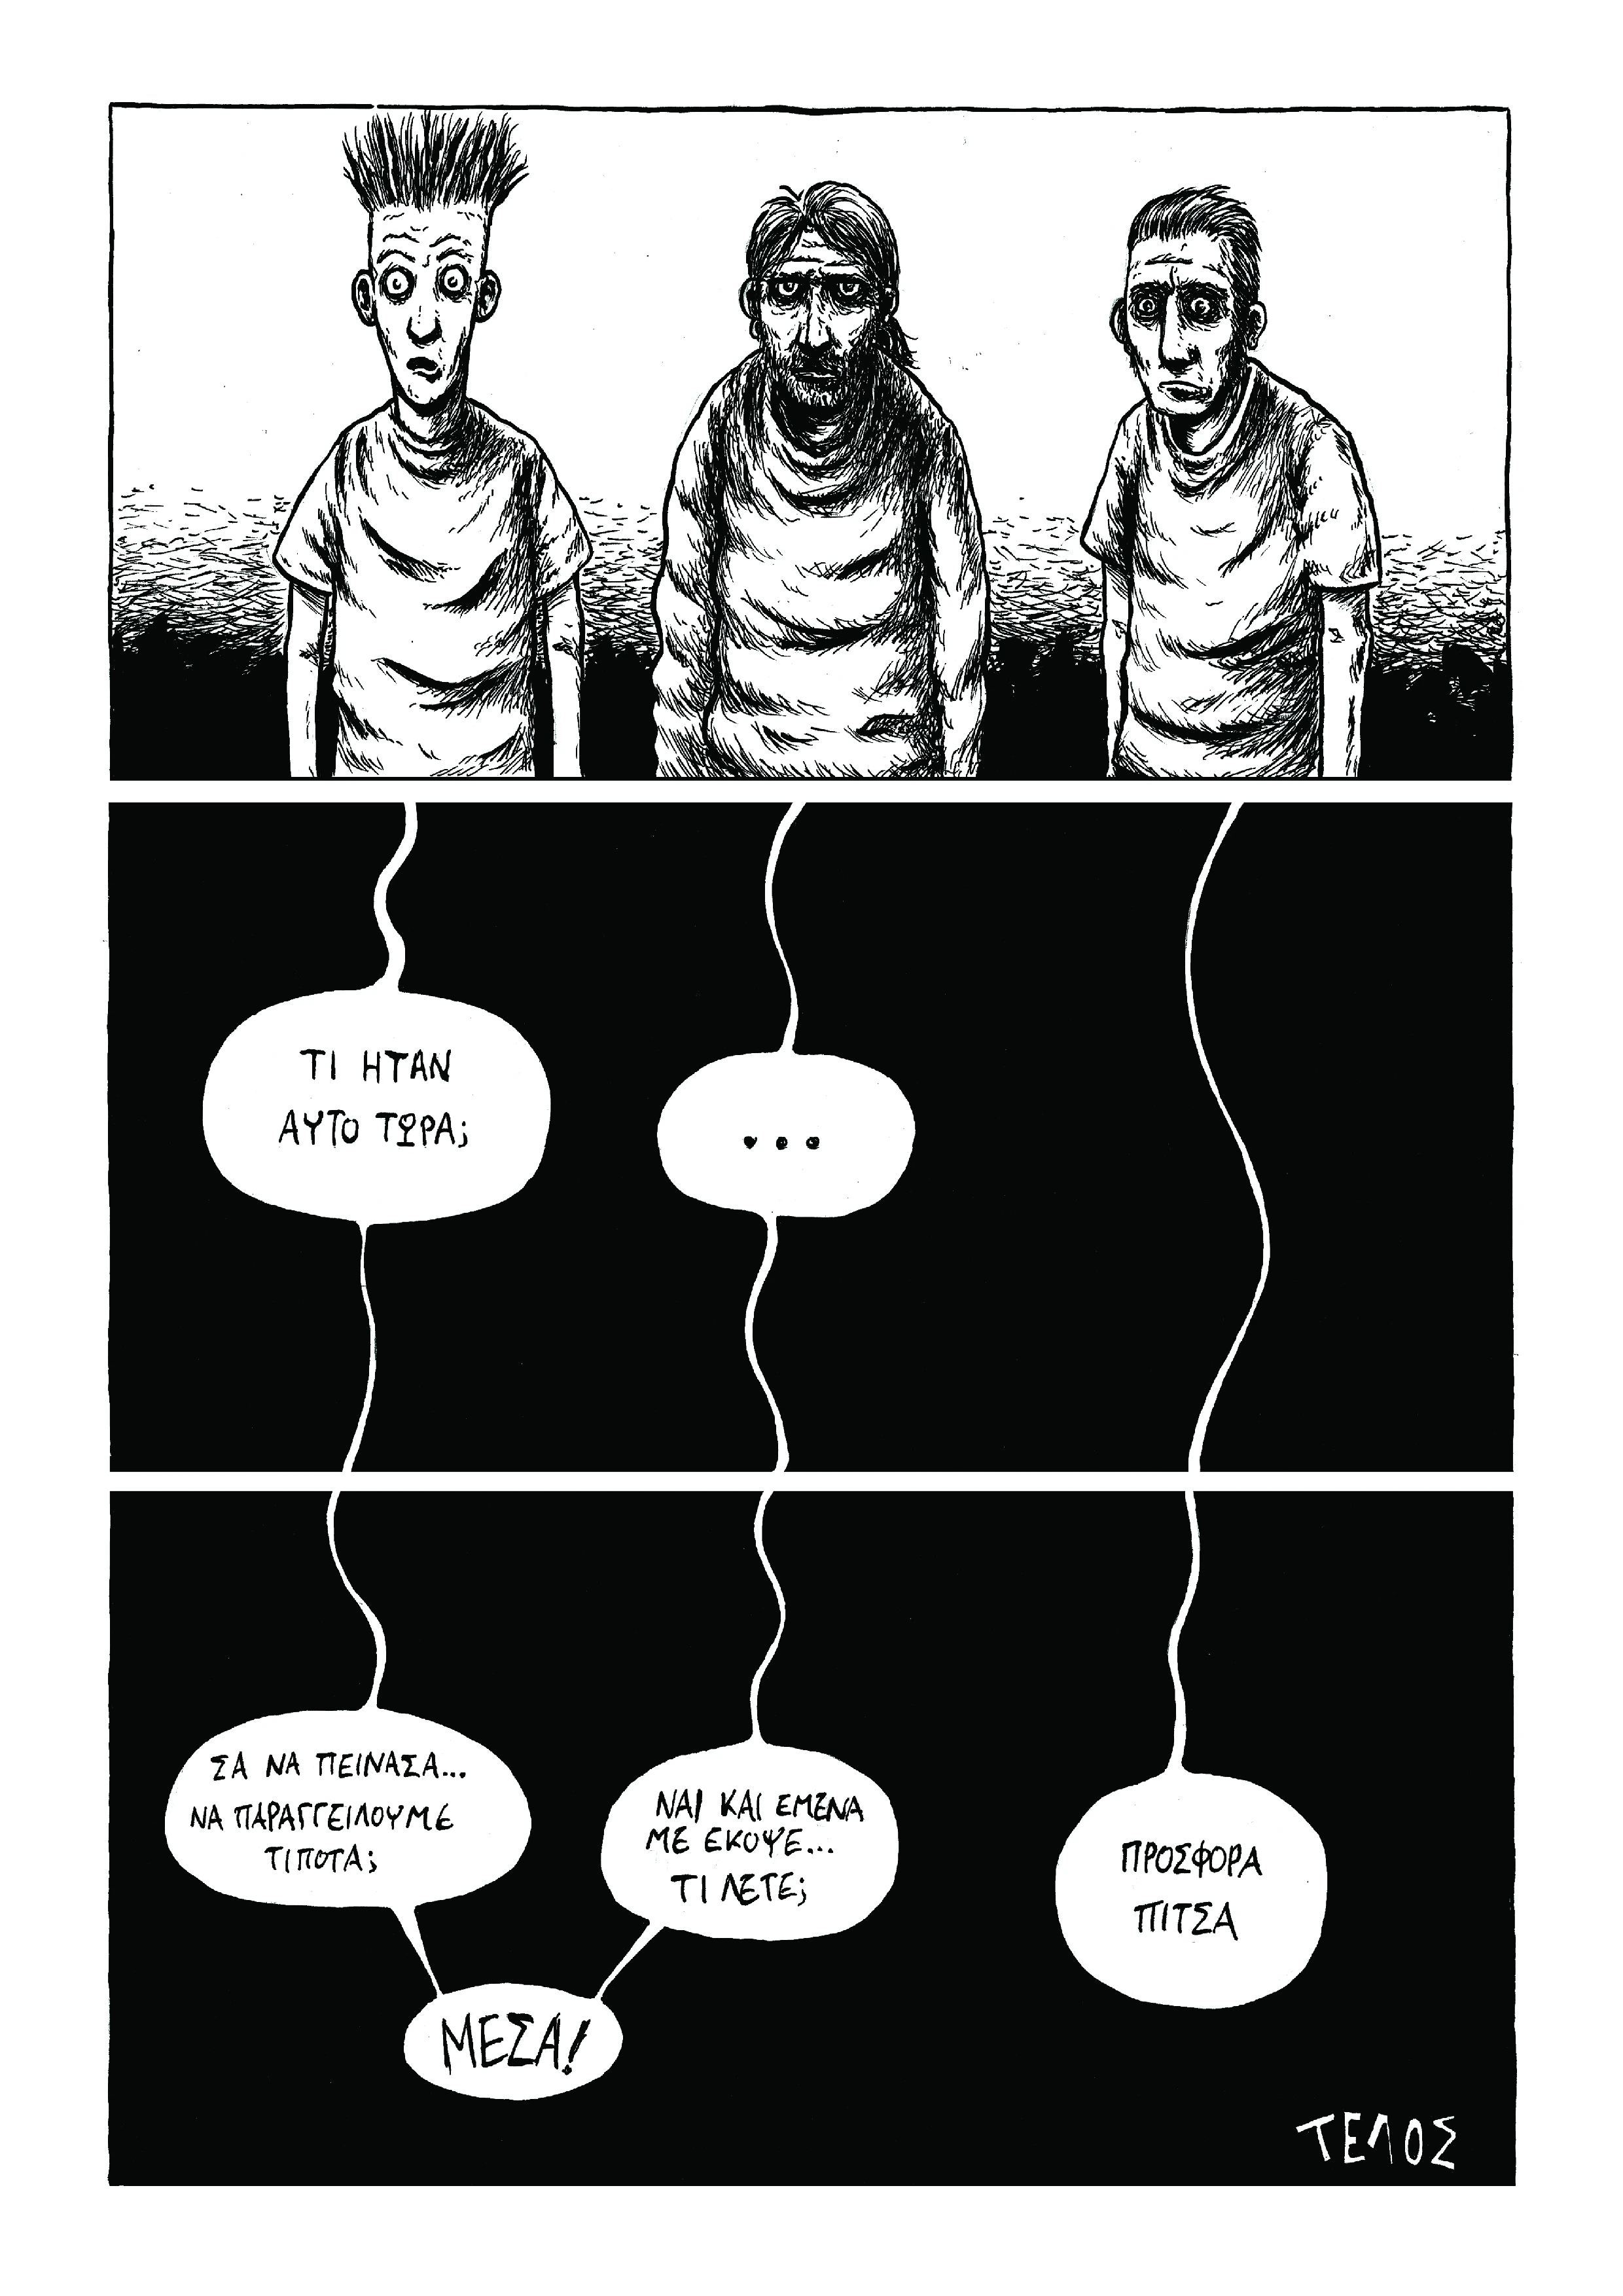 ΤΙ ΗΤΑΝ
ΑΥΤΟ ΤΩΡΑ;
...
ΣΑ ΝΑ ΠΕΙΝΑΣΑ...
ΝΑ ΠΑΡΑΓΓΕΙΛΟΥΜΕ
ΤΙΠΟΤΑ;
ΝΑΙ ΚΑΙ ΕΜΕΝΑ
ΜΕ ΕΚΟΨΕ...
ΤΙ ΛΕΤΕ;
ΠΡΟΣΦΟΡΑ
ΠΙΤΣΑ
ΜΕΣΑ!
ΤΕΛΟΣ